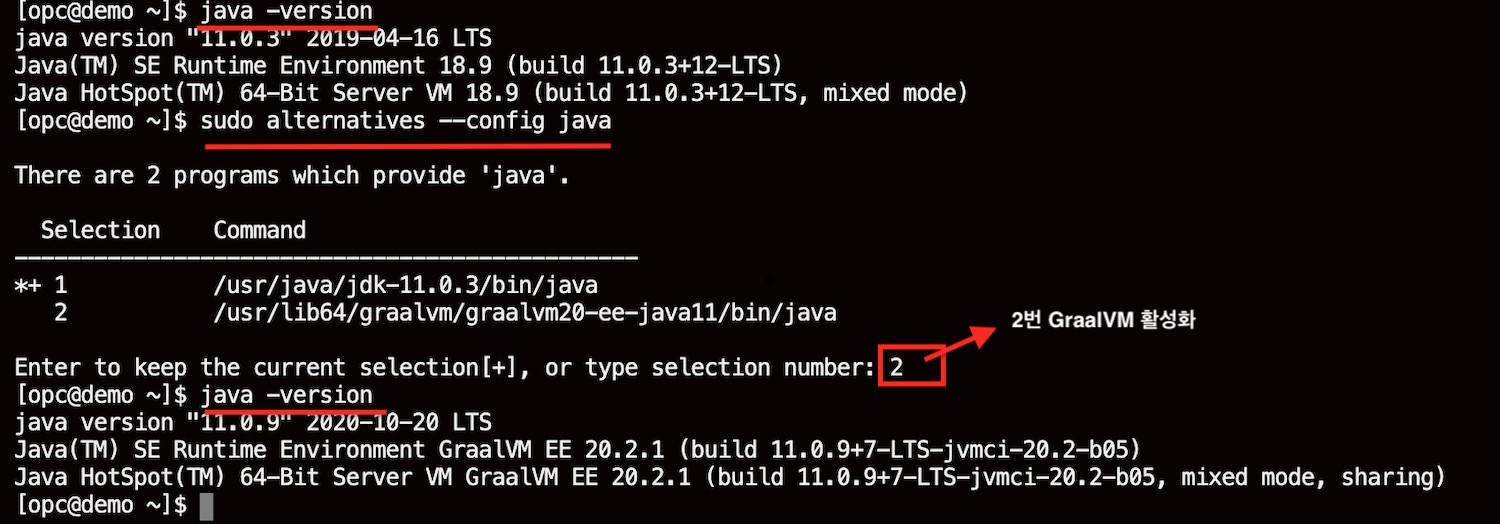 [opc@demo ~]$ java -version
java version "11.0.3" 2019-04-16 LTS
Java(TM) SE Runtime Environment 18.9 (build 11.0.3+12-LTS)
Java HotSpot(TM) 64-Bit Server VM 18.9 (build 11.0.3+12-LTS, mixed mode)
[opc@demo ~]$ sudo alternatives --config java
There are 2 programs which provide 'java'.
Selection    Command
-----------------------------------------------
*+ 1           /usr/java/jdk-11.0.3/bin/java
2           /usr/lib64/graalvm/graalvm20-ee-java11/bin/java
2번 GraalVM 활성화
Enter to keep the current selection[+], or type selection number: 2
[opc@demo ~]$ java -version
java version "11.0.9" 2020-10-20 LTS
Java(TM) SE Runtime Environment GraalVM EE 20.2.1 (build 11.0.9+7-LTS-jvmci-20.2-b05)
Java HotSpot(TM) 64-Bit Server VM GraalVM EE 20.2.1 (build 11.0.9+7-LTS-jvmci-20.2-b05, mixed mode, sharing)
[opc@demo ~]$